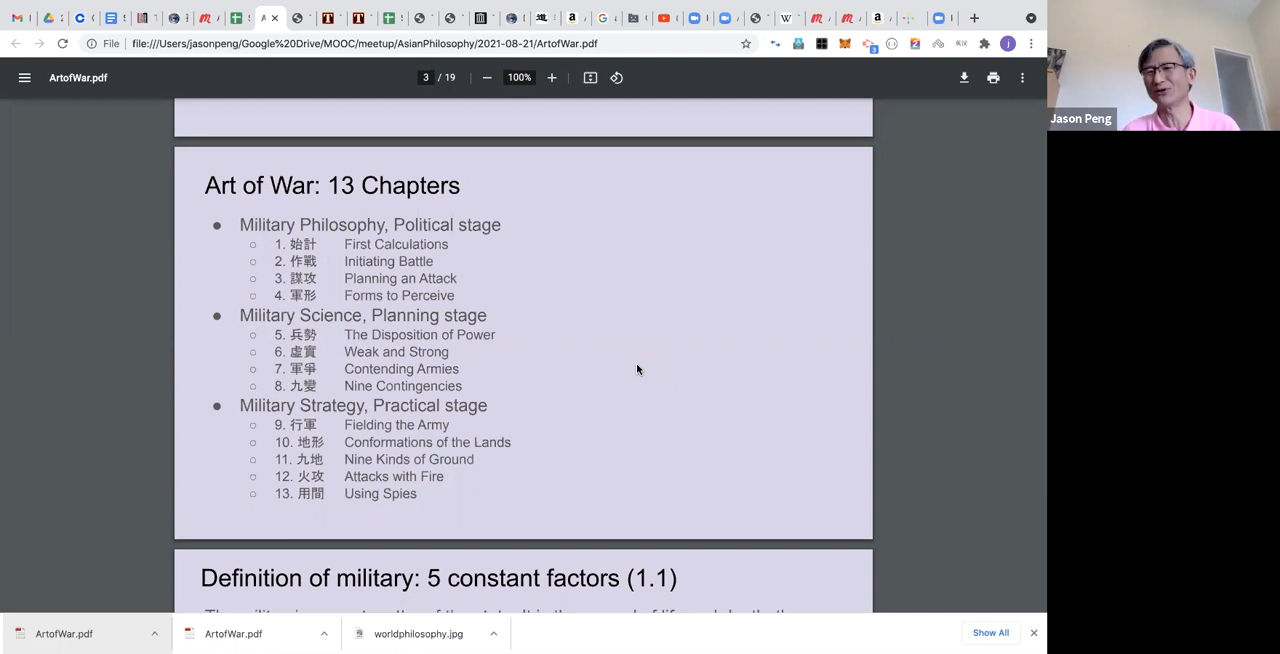 File
file:///Users/jasonpeng/Google%20Drive/MOOC/meetup/AsianPhilosophy/2021-08-21/ArtofWar.pdf
ArtofWar.pdf
3 / 19
100%
Jason Peng
Art of War: 13 Chapters
● Military Philosophy, Political stage
○ 1. 始計 First Calculations
○ 2. 作戰 Initiating Battle
○ 3. 謀攻 Planning an Attack
○ 4. 軍形 Forms to Perceive
● Military Science, Planning stage
○ 5. 兵勢 The Disposition of Power
○ 6. 虛實 Weak and Strong
○ 7. 軍爭 Contending Armies
○ 8. 九變 Nine Contingencies
● Military Strategy, Practical stage
○ 9. 行軍 Fielding the Army
○ 10. 地形 Conformations of the Lands
○ 11. 九地 Nine Kinds of Ground
○ 12. 火攻 Attacks with Fire
○ 13. 用間 Using Spies
Definition of military: 5 constant factors (1.1)
ArtofWar.pdf
ArtofWar.pdf
worldphilosophy.jpg
Show All